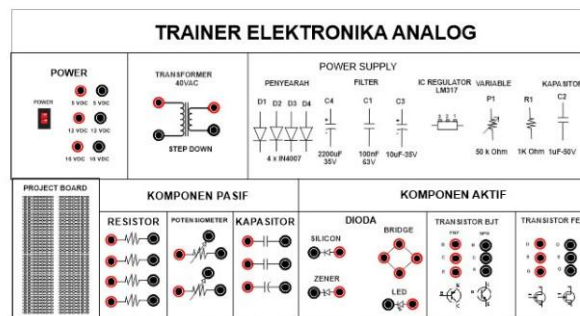 TRAINER ELEKTRONIKA ANALOG
POWER
POWER
5 VDC 5 VDC
12 VDC 12 VDC
15 VDC 15 VDC
TRANSFORMER
40VAC
STEP DOWN
POWER SUPPLY
PENYEARAH FILTER IC REGULATOR VARIABLE KAPASITOR
LM317
D1 D2 D3 D4 C4 C1 C3 P1 R1 C2
4 x IN4007
2200uF
35V
100nF
63V
10uF-35V
50 k Ohm
1K Ohm
1uF-50V
PROJECT BOARD
KOMPONEN PASIF
RESISTOR
POTENSIOMETER
KAPASITOR
KOMPONEN AKTIF
DIODA
SILICON
BRIDGE
ZENER
LED
TRANSISTOR BJT
PNP NPN
TRANSISTOR FE